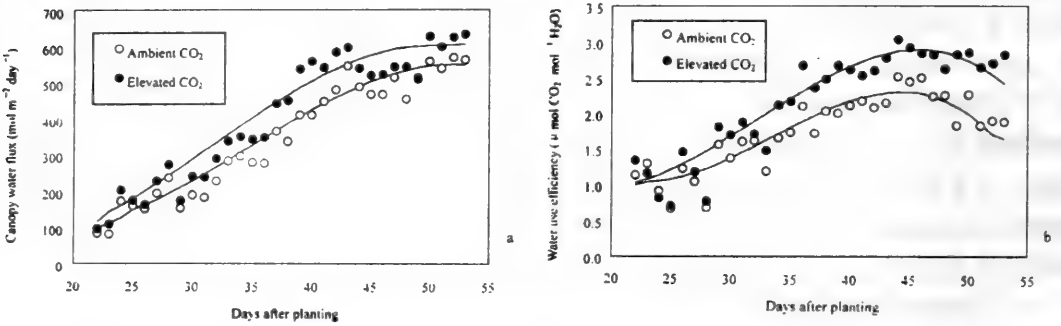 700
600
500
400
300
200
100
0
20 25 30 35 40 45 50 55
Canopy water flux (mol m⁻² day⁻¹)
Days after planting
Ambient CO₂
Elevated CO₂
a
3 5
3.0
2.5
2.0
1.5
1.0
0.5
0.0
20 25 30 35 40 45 50 55
Water use efficiency (μ mol CO₂ mol⁻¹ H₂O)
Days after planting
Ambient CO₂
Elevated CO₂
b